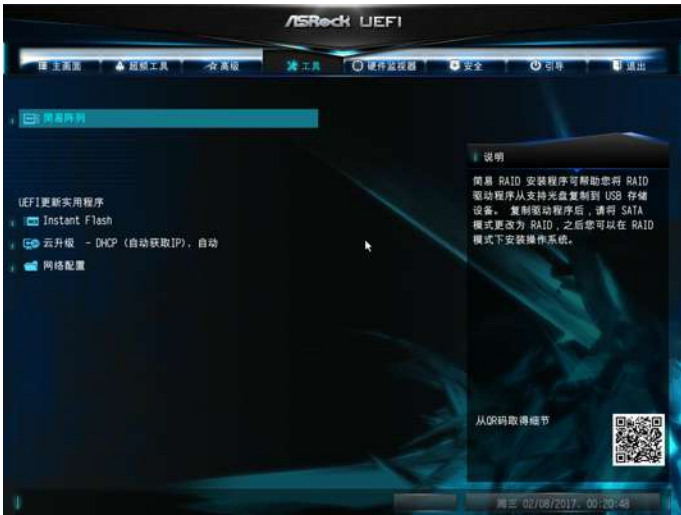 ASRock UEFI
主画面
超频工具
高级
工具
硬件监视器
安全
引导
退出
简易阵列
说明
简易 RAID 安装程序可帮助您将 RAID
驱动程序从支持光盘复制到 USB 存储
设备。 复制驱动程序后，请将 SATA
模式更改为 RAID，之后您可以在 RAID
模式下安装操作系统。
UEFI更新实用程序
Instant Flash
云升级 - DHCP (自动获取IP), 自动
网络配置
从QR码取得细节
周三 02/08/2017. 00:20:48